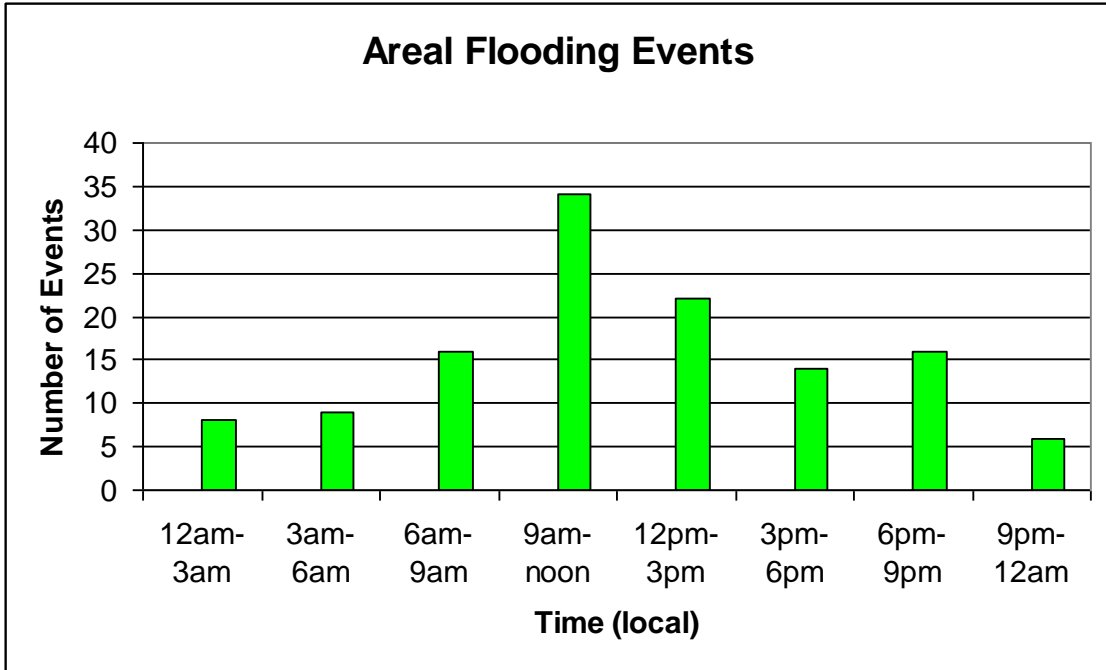 Areal Flooding Events
Number of Events
40
35
30
25
20
15
10
5
0
12am-
3am
3am-
6am
6am-
9am
9am-
noon
12pm-
3pm
3pm-
6pm
6pm-
9pm
9pm-
12am
Time (local)